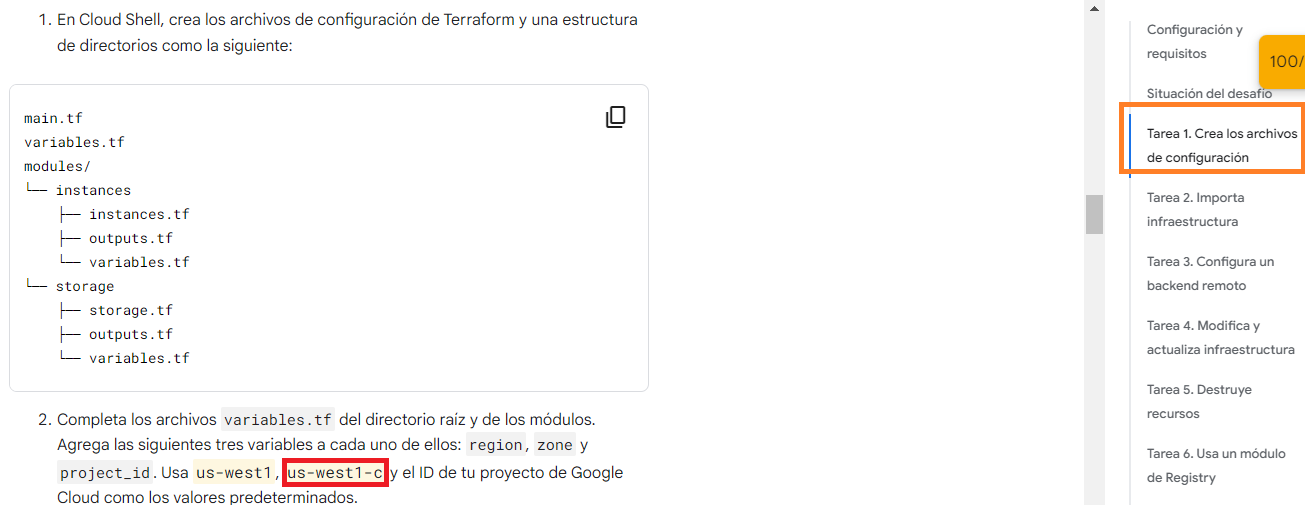 1. En Cloud Shell, crea los archivos de configuración de Terraform y una estructura
de directorios como la siguiente:
main.tf
variables.tf
modules/
└── instances
    ├── instances.tf
    ├── outputs.tf
    └── variables.tf
└── storage
    ├── storage.tf
    ├── outputs.tf
    └── variables.tf
2. Completa los archivos variables.tf del directorio raíz y de los módulos.
Agrega las siguientes tres variables a cada uno de ellos: region, zone y
project_id. Usa us-west1, us-west1-c y el ID de tu proyecto de Google
Cloud como los valores predeterminados.
Configuración y
requisitos
100/
Situación del desafío
Tarea 1. Crea los archivos
de configuración
Tarea 2. Importa
infraestructura
Tarea 3. Configura un
backend remoto
Tarea 4. Modifica y
actualiza infraestructura
Tarea 5. Destruye
recursos
Tarea 6. Usa un módulo
de Registry